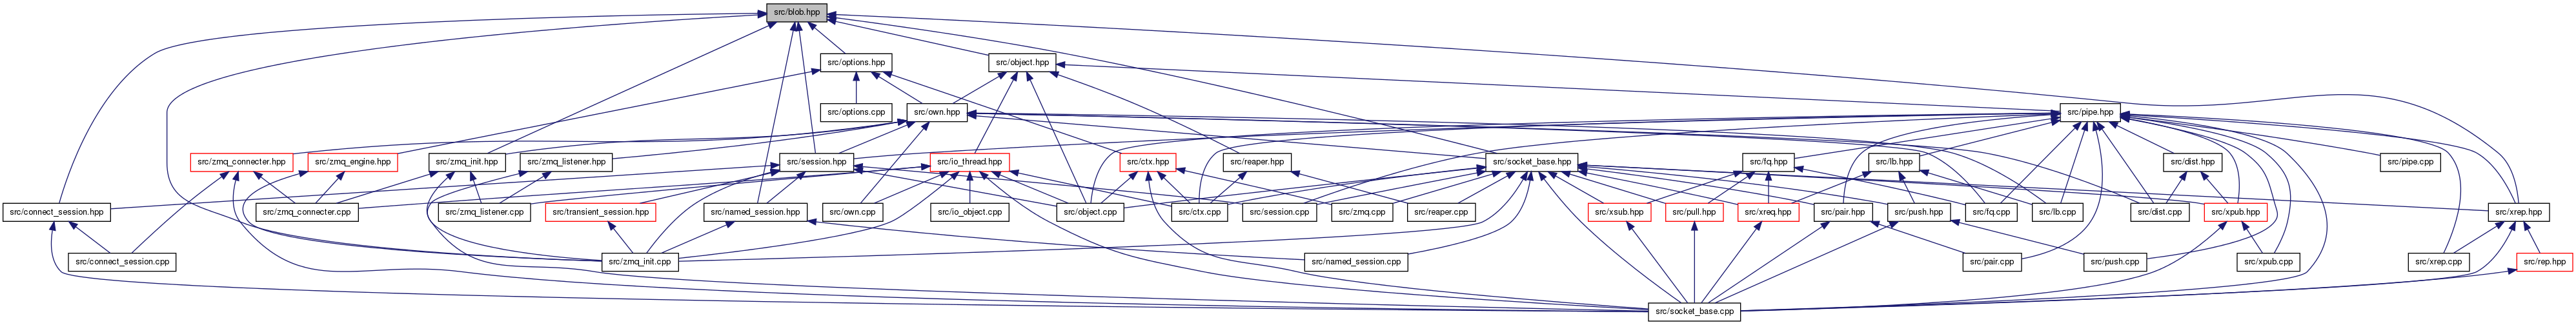 src/blob.hpp
src/options.hpp
src/object.hpp
src/options.cpp
src/own.hpp
src/pipe.hpp
src/zmq_connecter.hpp
src/zmq_engine.hpp
src/zmq_init.hpp
src/zmq_listener.hpp
src/session.hpp
src/io_thread.hpp
src/ctx.hpp
src/reaper.hpp
src/socket_base.hpp
src/fq.hpp
src/lb.hpp
src/dist.hpp
src/pipe.cpp
src/connect_session.hpp
src/zmq_connecter.cpp
src/zmq_listener.cpp
src/transient_session.hpp
src/named_session.hpp
src/own.cpp
src/io_object.cpp
src/object.cpp
src/ctx.cpp
src/session.cpp
src/zmq.cpp
src/reaper.cpp
src/xsub.hpp
src/pull.hpp
src/xreq.hpp
src/pair.hpp
src/push.hpp
src/fq.cpp
src/lb.cpp
src/dist.cpp
src/xpub.hpp
src/xrep.hpp
src/connect_session.cpp
src/zmq_init.cpp
src/named_session.cpp
src/pair.cpp
src/push.cpp
src/xpub.cpp
src/xrep.cpp
src/rep.hpp
src/socket_base.cpp